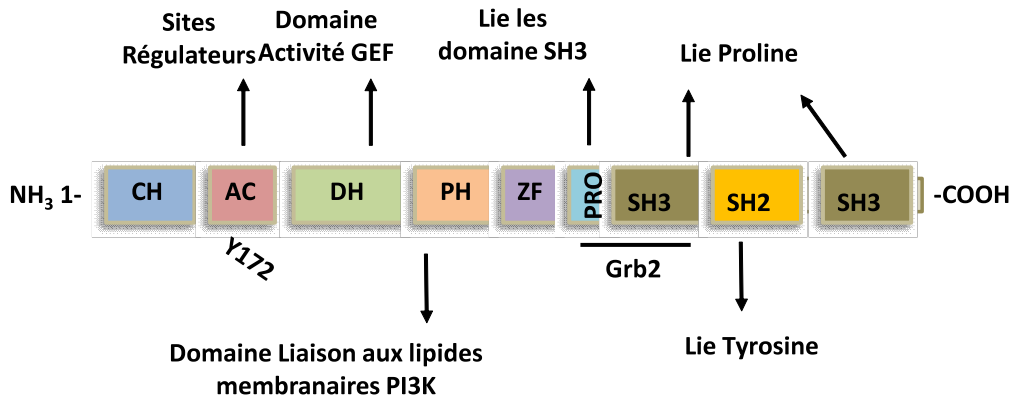 Sites
Régulateurs
Domaine
Activité GEF
Lie les
domaine SH3
Lie Proline
NH3 1-
CH
AC
DH
PH
ZF
PRO
SH3
SH2
SH3
-COOH
Y172
Grb2
Domaine Liaison aux lipides
membranaires PI3K
Lie Tyrosine